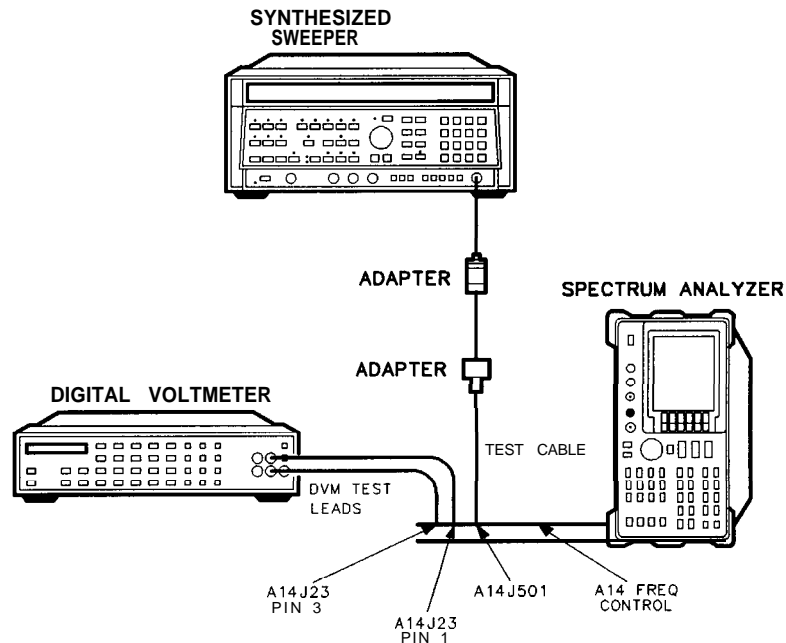 SYNTHESIZED
SWEEPER
ADAPTER
SPECTRUM ANALYZER
ADAPTER
DIGITAL VOLTMETER
TEST CABLE
DVM TEST
LEADS
A14J23
PIN 3
A14J23
PIN 1
A14J501
A14 FREQ
CONTROL